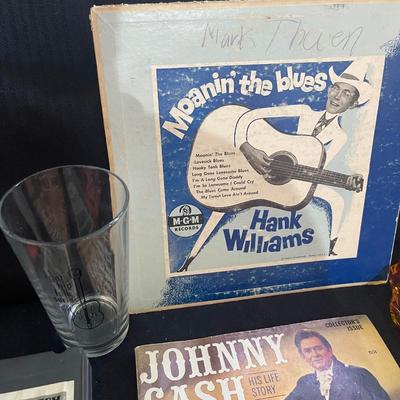 Mark
Moanin' the blues
Moanin' The Blues
Lovesick Blues
Honky Tonk Blues
Long Gone Lonesome Blues
I'm A Long Gone Daddy
I'm So Lonesome I Could Cry
The Blues Come Around
My Sweet Love Ain't Around
M-G-M
RECORDS
Hank
Williams
COLLECTOR'S
ISSUE
JOHNNY
CASH
HIS LIFE
STORY